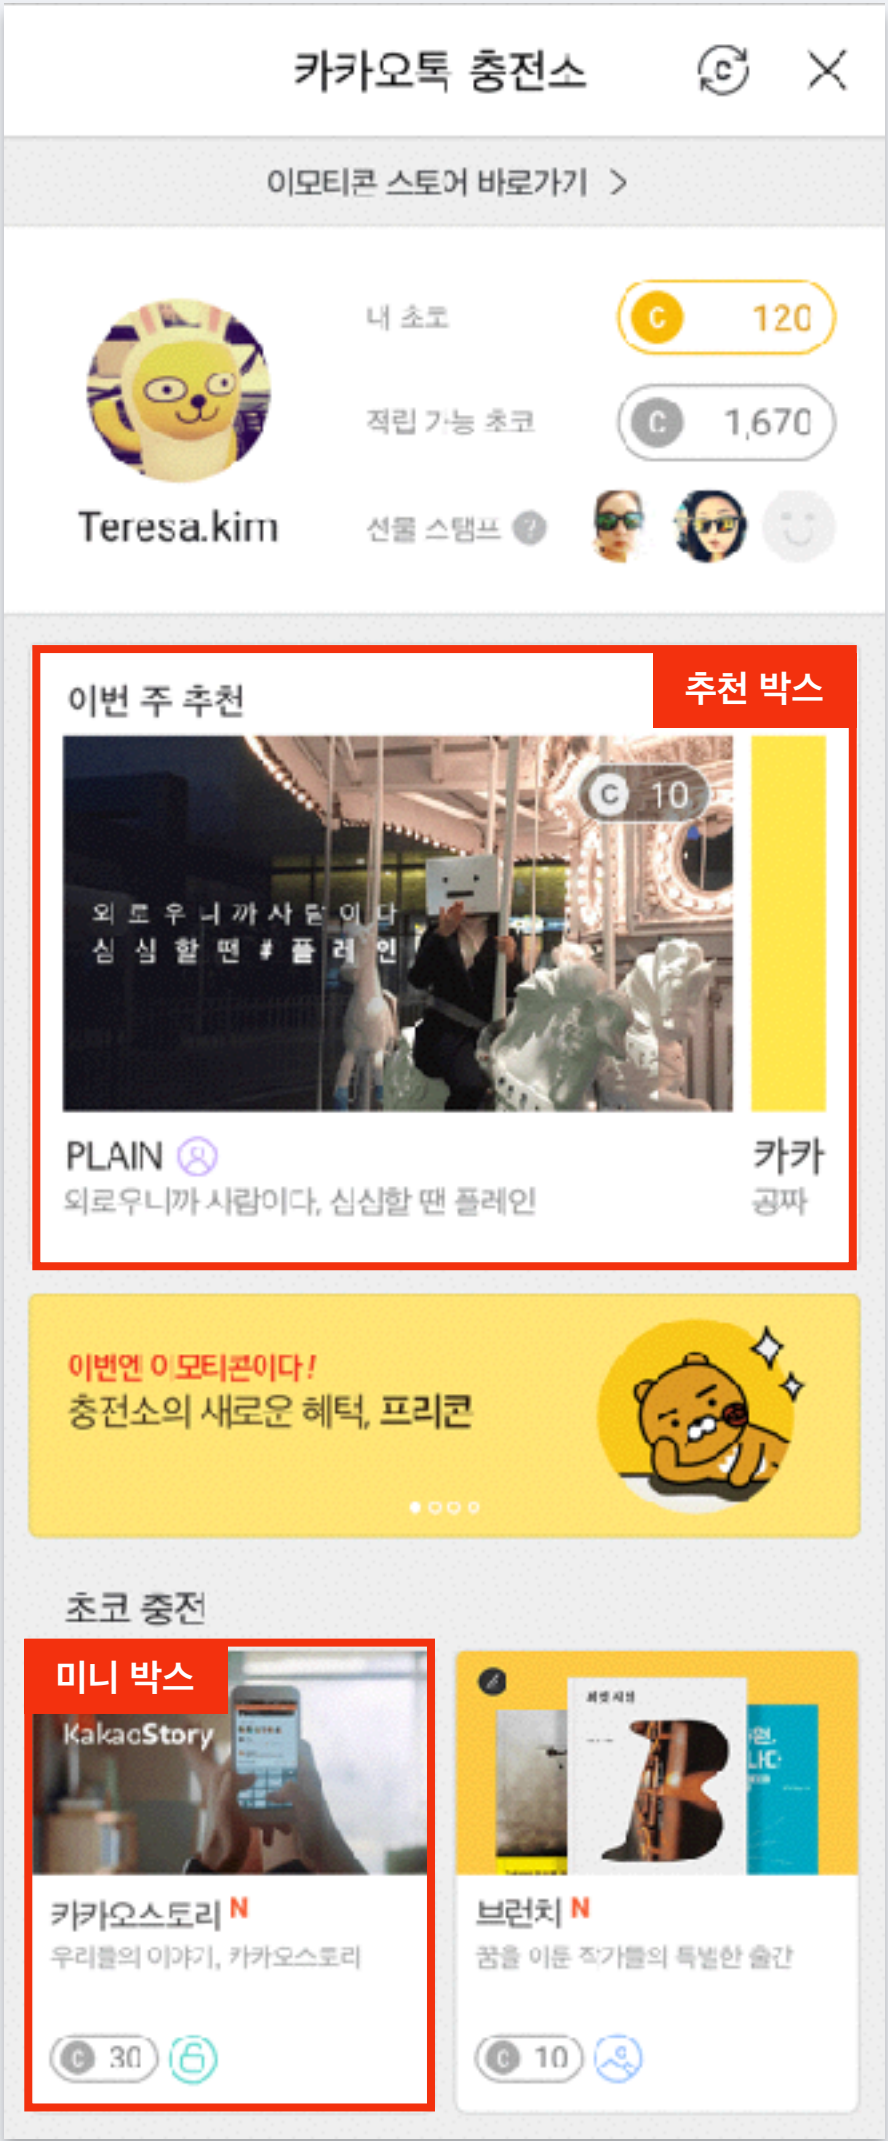 카카오톡 충전소
이모티콘 스토어 바로가기 >
내 초코
C 120
적립 가능 초코
C 1,670
Teresa.kim
선물 스탬프 ?
이번 주 추천
추천 박스
C 10
외로우니까사람이다
심심할땐#플레인
PLAIN
외로우니까 사람이다, 심심할 땐 플레인
카카
공짜
이번엔 이모티콘이다!
충전소의 새로운 혜택, 프리콘
초코 충전
미니 박스
KakaoStory
카카오스토리 N
우리들의 이야기, 카카오스토리
C 30
B
브런치 N
꿈을 이룬 작가들의 특별한 출간
C 10